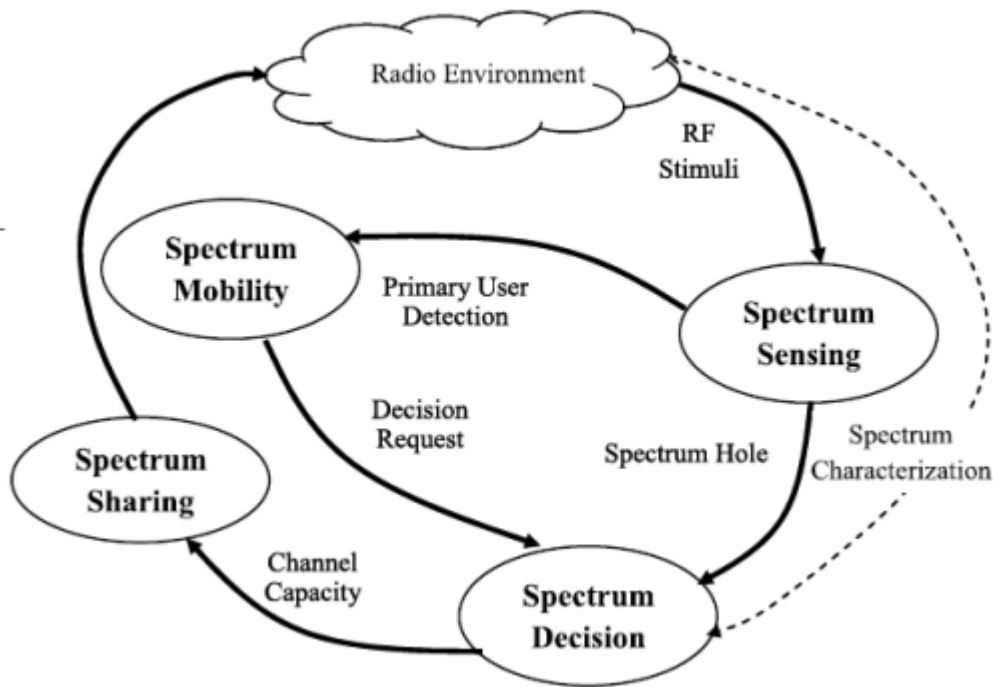 Radio Environment
RF
Stimuli
Spectrum
Mobility
Primary User
Detection
Spectrum
Sensing
Decision
Request
Spectrum Hole
Spectrum
Characterization
Spectrum
Sharing
Channel
Capacity
Spectrum
Decision